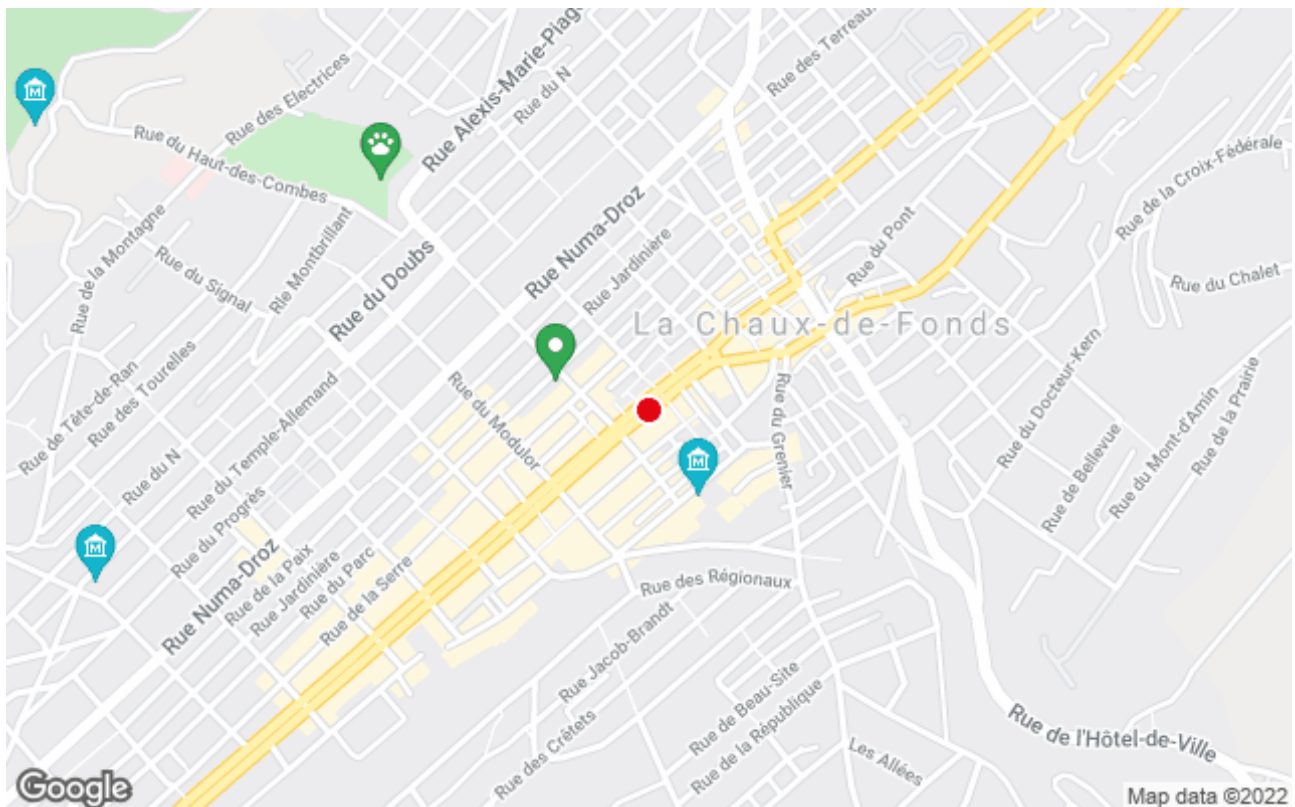 Rue Alexis-Marie-Piag
Rue des Terreau
Rue du N
Rue des Electrices
Rue du Haut-des-Combes
Rue de la Croix-Fédérale
Rue de la Montagne
Rue du Signal
Rle Montbrillant
Rue du Doubs
Rue Numa-Droz
Rue Jardinière
Rue du Pont
Rue du Chalet
La Chaux-de-Fonds
Rue de Tête-de-Ran
Rue des Tourelles
Rue du N
Rue du Temple-Allemand
Rue du Modulor
Rue du Grenier
Rue du Docteur-Kern
Rue de Bellevue
Rue du Mont-d'Amin
Rue de la Prairie
Rue du Progrès
Rue Numa-Droz
Rue de la Paix
Rue Jardinière
Rue du Parc
Rue de la Serre
Rue des Régionaux
Rue Jacob-Brandt
Rue des Crêtets
Rue de Beau-Site
Rue de la République
Les Allées
Rue de l'Hôtel-de-Ville
Google
Map data ©2022